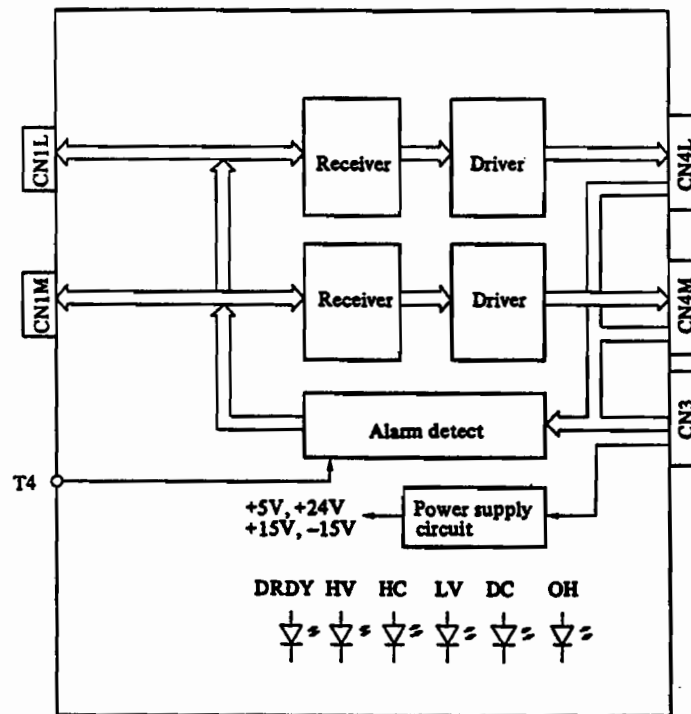 CN1L
Receiver
Driver
CN4L
CN1M
Receiver
Driver
CN4M
Alarm detect
CN3
T4
+5V, +24V
+15V, –15V
Power supply
circuit
DRDY HV HC LV DC OH